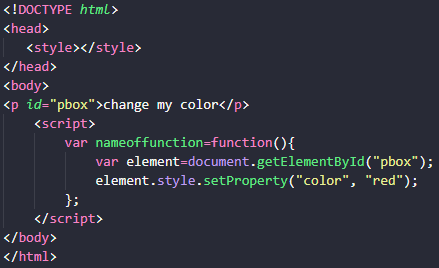 <!DOCTYPE html>
<head>
<style></style>
</head>
<body>
<p id="pbox">change my color</p>
<script>
var nameoffunction=function(){
var element=document.getElementById("pbox");
element.style.setProperty("color", "red");
};
</script>
</body>
</html>